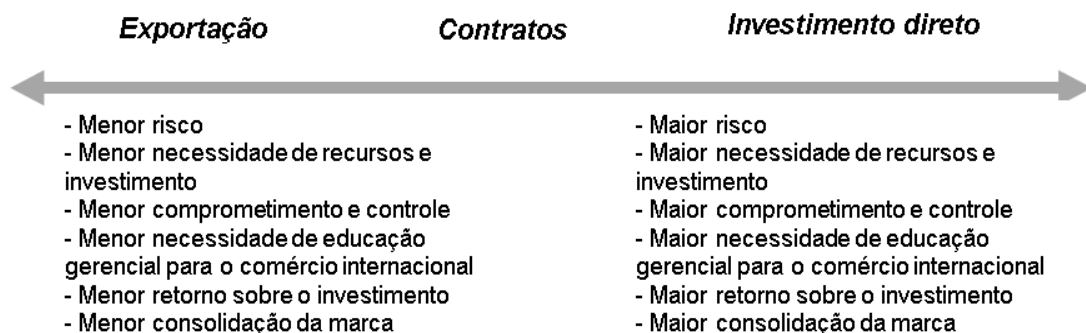 Exportação
Contratos
Investimento direto
- Menor risco
- Menor necessidade de recursos e
investimento
- Menor comprometimento e controle
- Menor necessidade de educação
gerencial para o comércio internacional
- Menor retorno sobre o investimento
- Menor consolidação da marca
- Maior risco
- Maior necessidade de recursos e
investimento
- Maior comprometimento e controle
- Maior necessidade de educação
gerencial para o comércio internacional
- Maior retorno sobre o investimento
- Maior consolidação da marca